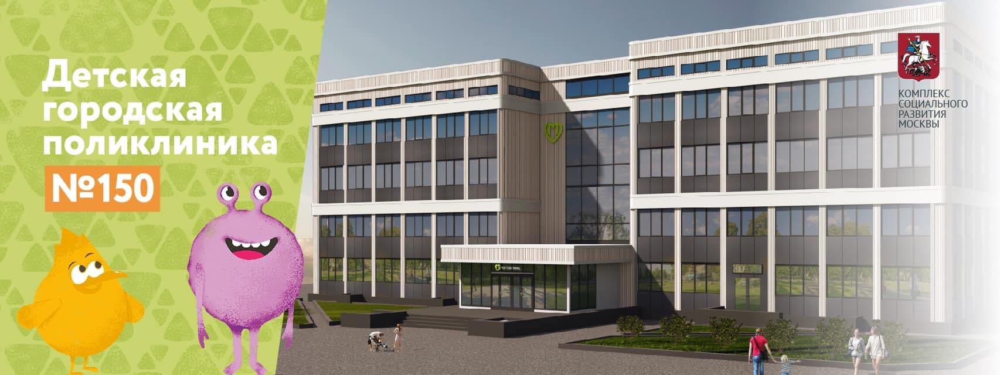 Детская
городская
поликлиника
№150
КОМПЛЕКС
СОЦИАЛЬНОГО
РАЗВИТИЯ
МОСКВЫ